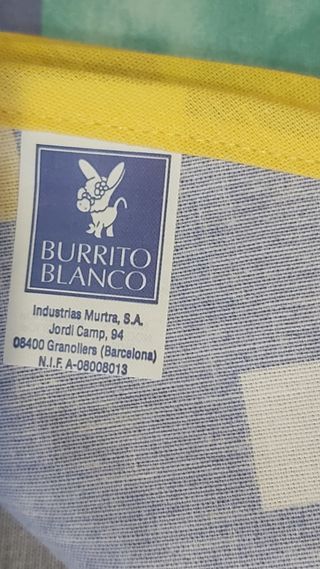 BURRITO
BLANCO
Industrias Murtra, S.A.
Jordi Camp, 94
08400 Granollers (Barcelona)
N.I.F. A-08008013